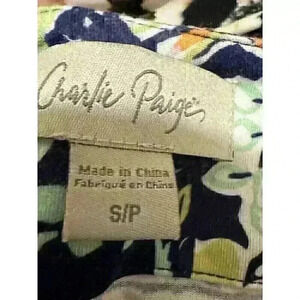 Charlie Paige
Made in China
Fabriqué en Chine
S/P